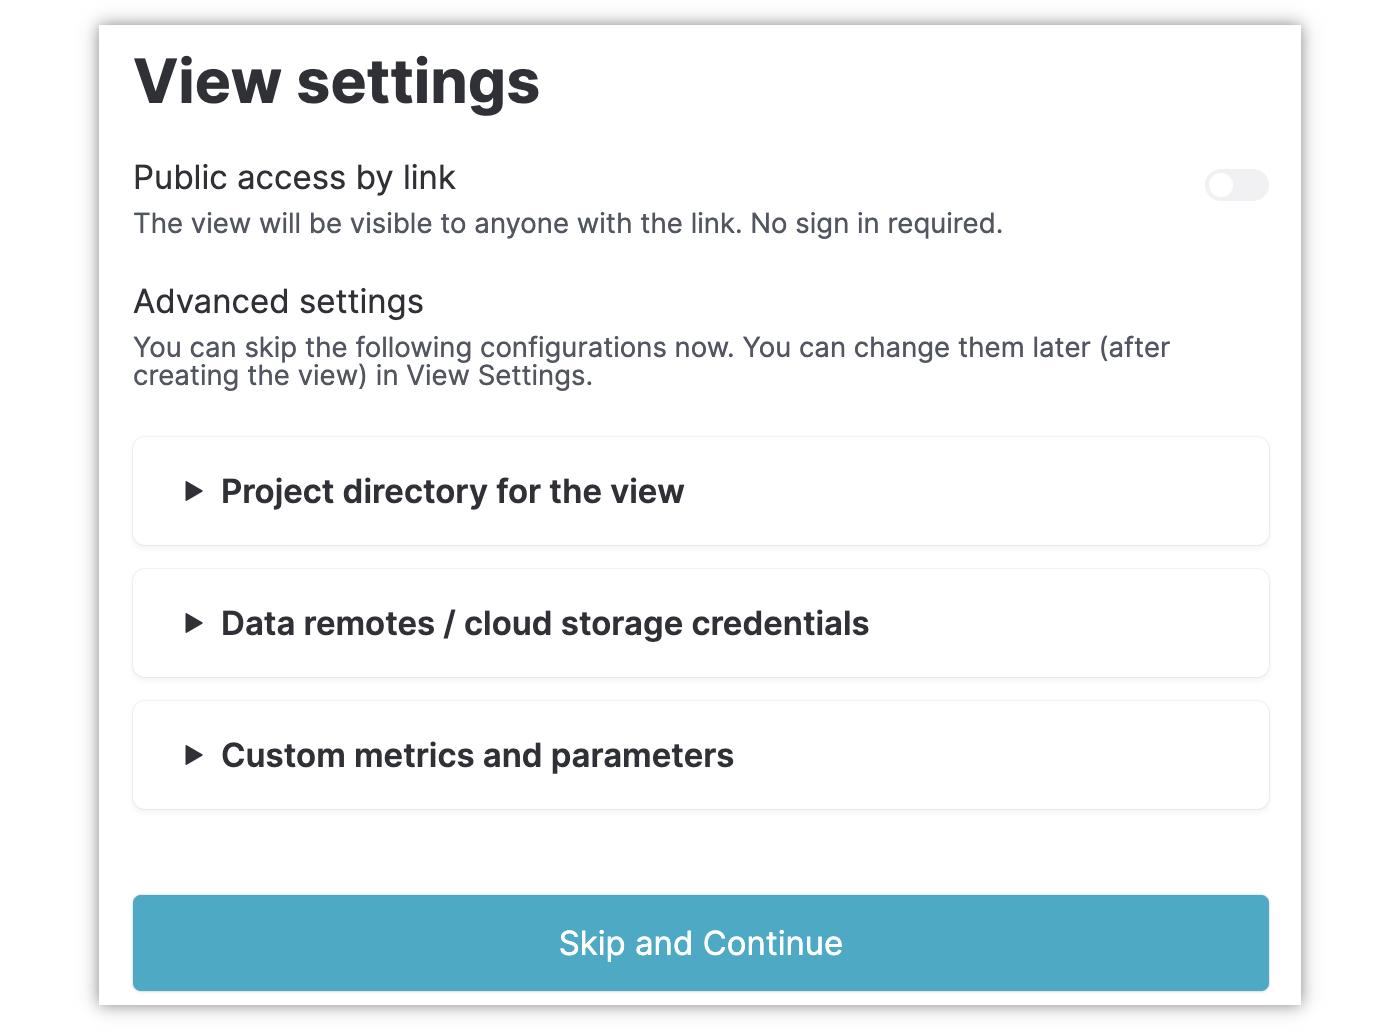 View settings
Public access by link
The view will be visible to anyone with the link. No sign in required.
Advanced settings
You can skip the following configurations now. You can change them later (after
creating the view) in View Settings.
Project directory for the view
Data remotes / cloud storage credentials
Custom metrics and parameters
Skip and Continue